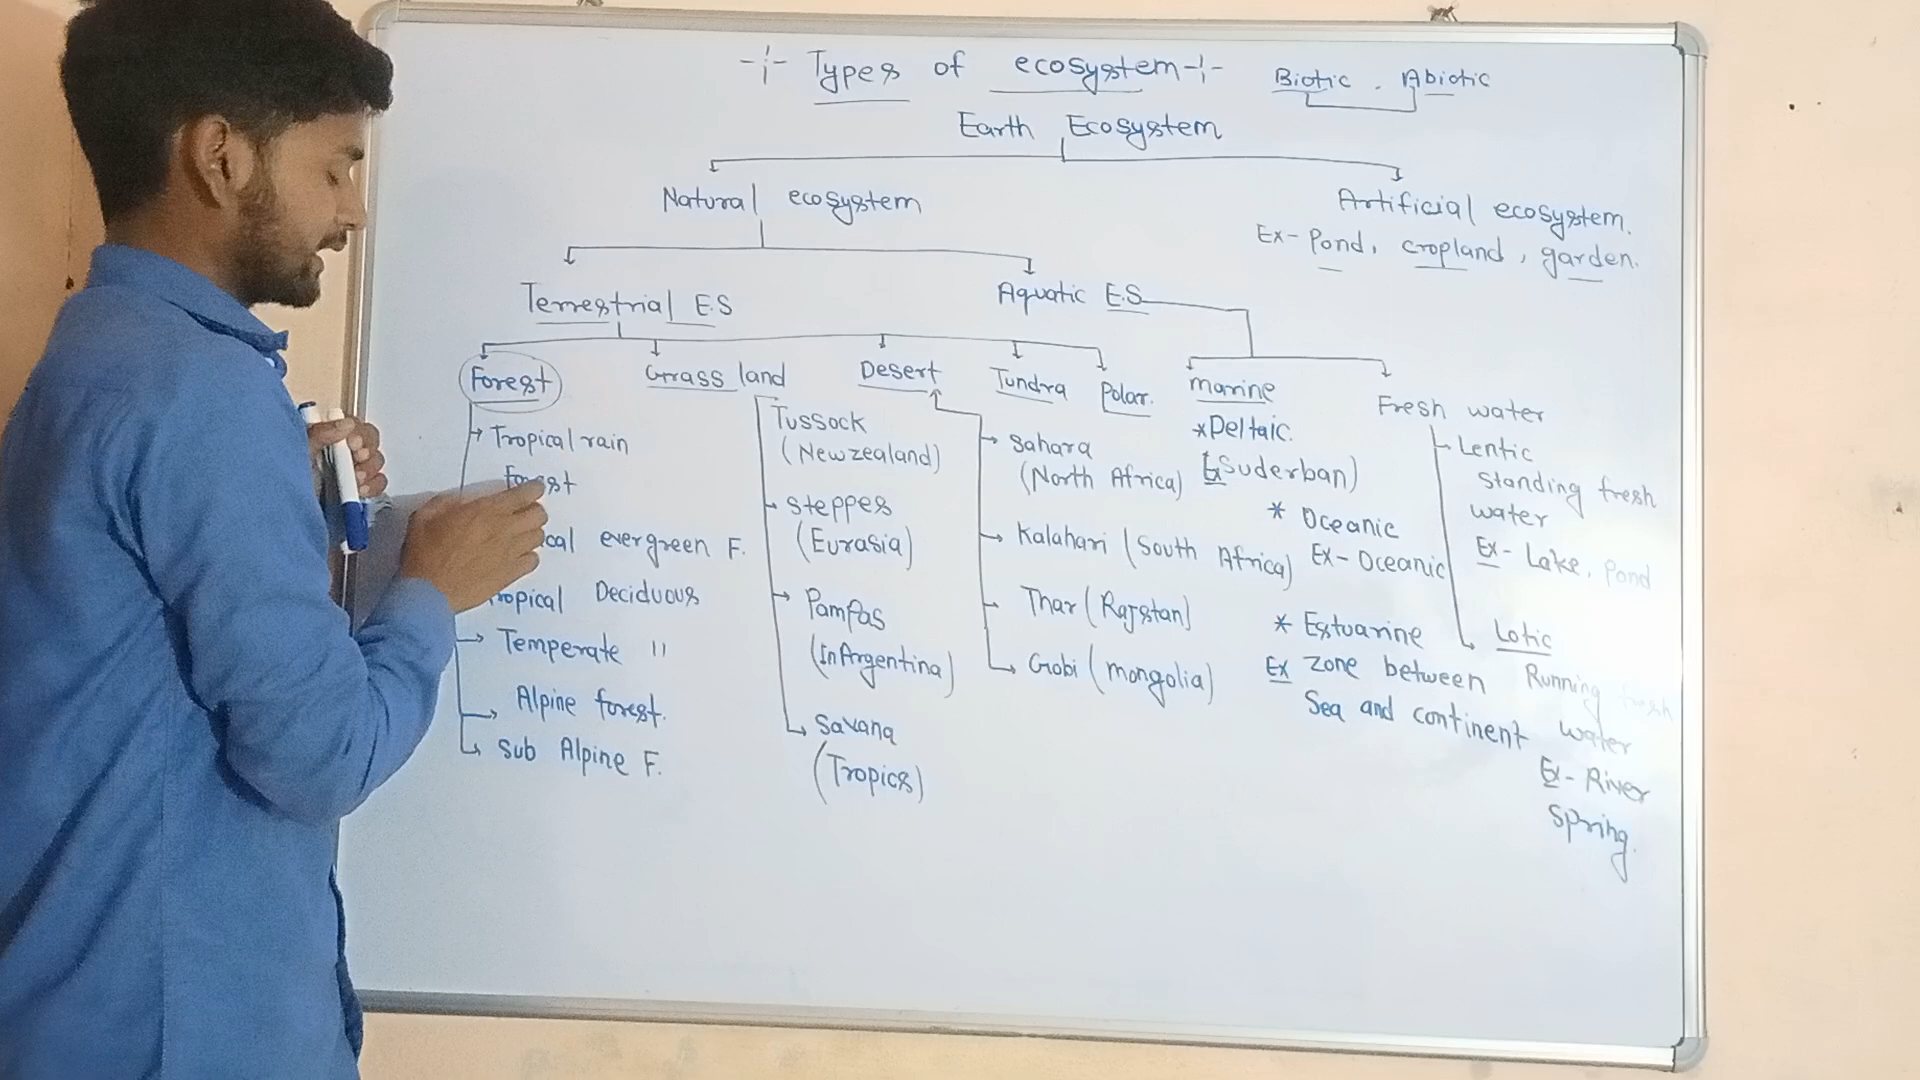 Types of ecosystem
Biotic . Abiotic
Earth Ecosystem
Natural ecosystem
Artificial ecosystem.
Ex- Pond, cropland, garden.
Terrestrial E.S
Aquatic E.S
Forest
Grass land
Desert
Tundra
Polar.
marine
Fresh water
Tropical rain
Forest
evergreen F.
Deciduous
Temperate "
Alpine forest.
Sub Alpine F.
Tussock
(Newzealand)
Steppes
(Eurasia)
Pampas
(In Argentina)
Savana
(Tropics)
Sahara
(North Africa)
Kalahari (South Africa)
Thar (Rajstan)
Gobi (mongolia)
*Deltaic.
Ex Suderban)
* Oceanic
Ex- Oceanic
* Estuarine
Ex Zone between
Sea and continent
Lentic
Standing fresh
water
Ex- Lake, Pond
Lotic
Running fresh
water
Ex- River
Spring.